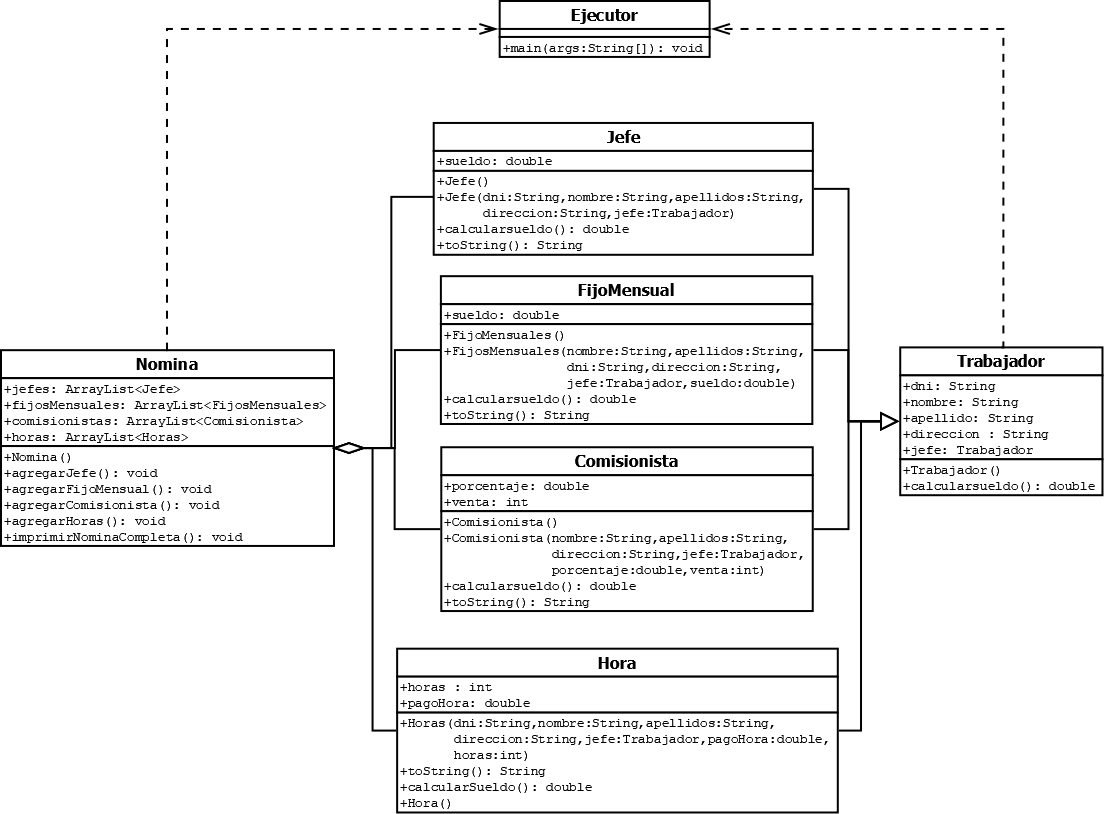 Ejecutor
+main(args:String[]): void
Jefe
+sueldo: double
+Jefe()
+Jefe(dni:String,nombre:String,apellidos:String,
direccion:String,jefe:Trabajador)
+calcularsueldo(): double
+toString(): String
FijoMensual
+sueldo: double
+FijoMensuales()
+FijosMensuales(nombre:String,apellidos:String,
dni:String,direccion:String,
jefe:Trabajador,sueldo:double)
+calcularsueldo(): double
+toString(): String
Nomina
+jefes: ArrayList<Jefe>
+fijosMensuales: ArrayList<FijosMensuales>
+comisionistas: ArrayList<Comisionista>
+horas: ArrayList<Horas>
+Nomina()
+agregarJefe(): void
+agregarFijoMensual(): void
+agregarComisionista(): void
+agregarHoras(): void
+imprimirNominaCompleta(): void
Trabajador
+dni: String
+nombre: String
+apellido: String
+direccion : String
+jefe: Trabajador
+Trabajador()
+calcularsueldo(): double
Comisionista
+porcentaje: double
+venta: int
+Comisionista()
+Comisionista(nombre:String,apellidos:String,
direccion:String,jefe:Trabajador,
porcentaje:double,venta:int)
+calcularsueldo(): double
+toString(): String
Hora
+horas : int
+pagoHora: double
+Horas(dni:String,nombre:String,apellidos:String,
direccion:String,jefe:Trabajador,pagoHora:double,
horas:int)
+toString(): String
+calcularSueldo(): double
+Hora()